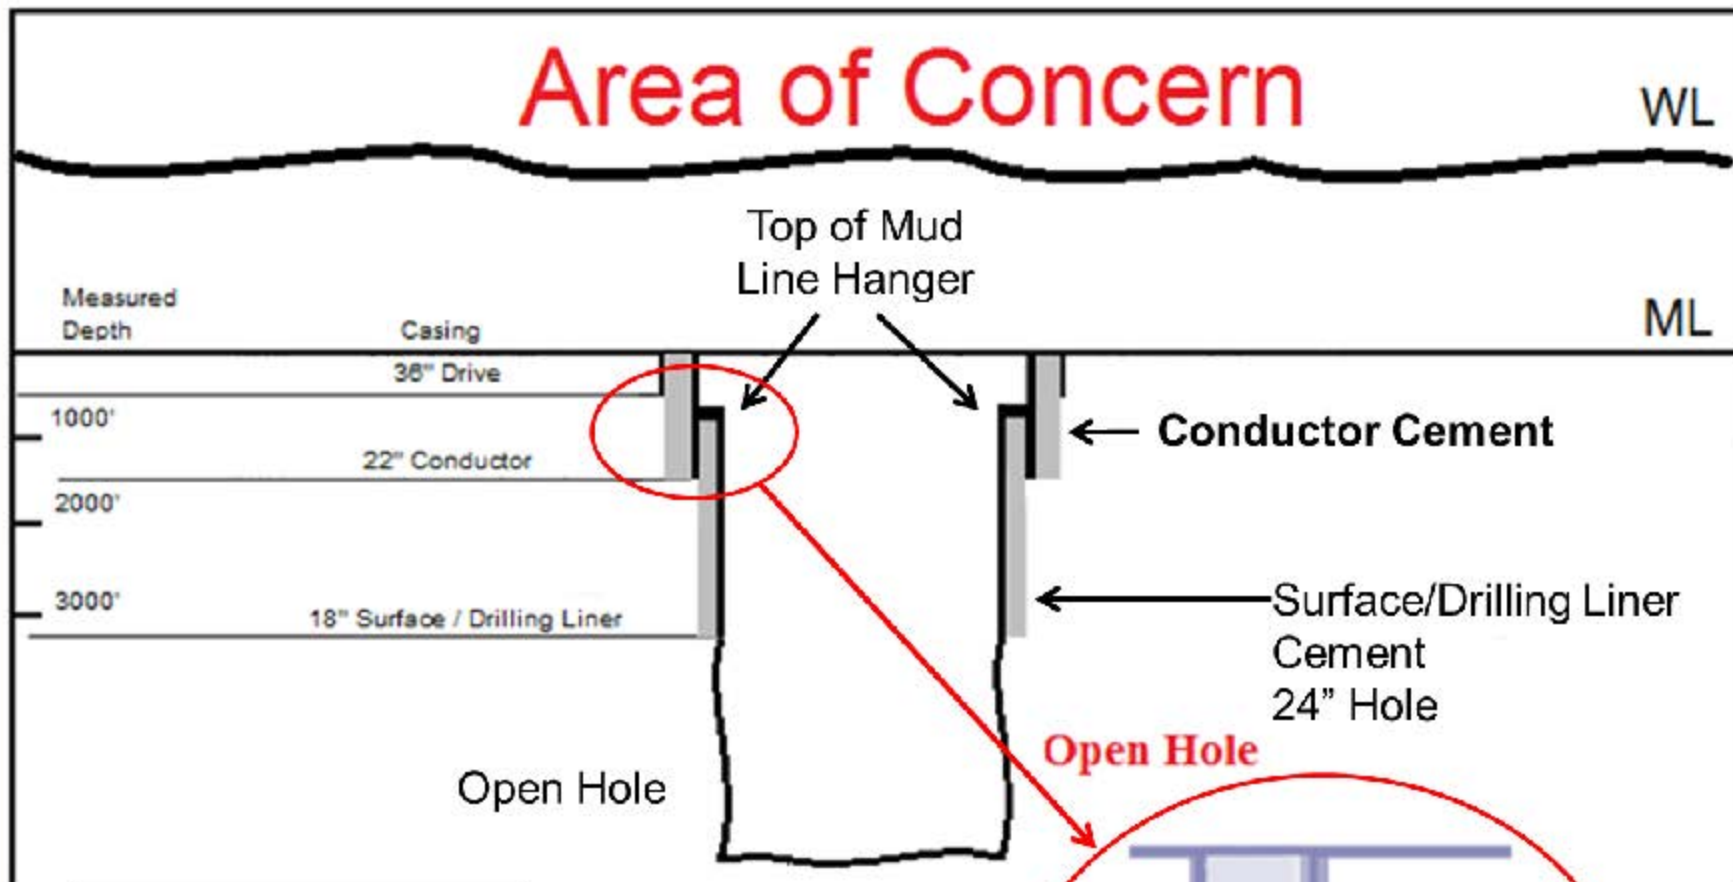 Area of Concern
WL
Top of Mud
Line Hanger
Measured
Depth
Casing
ML
36" Drive
1000'
Conductor Cement
22" Conductor
2000'
3000'
18" Surface / Drilling Liner
Surface/Drilling Liner
Cement
24” Hole
Open Hole
Open Hole